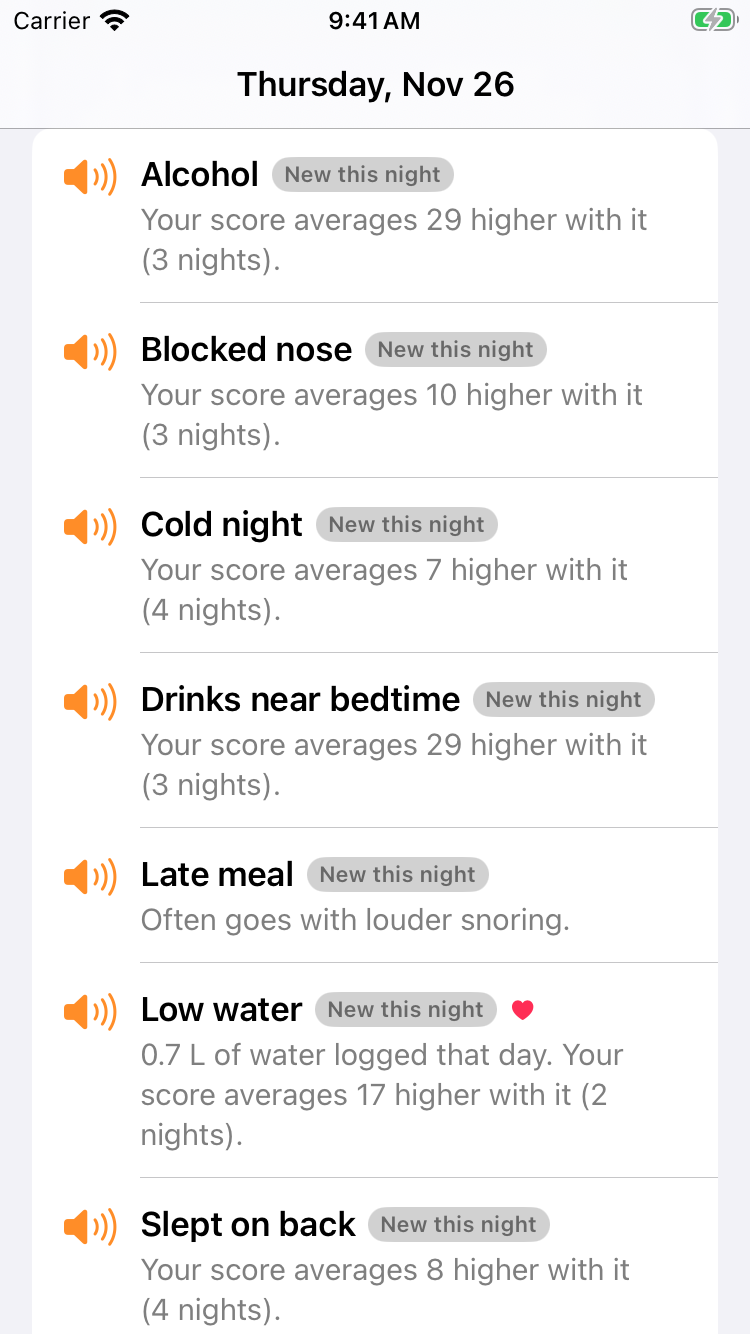 Carrier 9:41 AM
Thursday, Nov 26
Alcohol New this night
Your score averages 29 higher with it
(3 nights).
Blocked nose New this night
Your score averages 10 higher with it
(3 nights).
Cold night New this night
Your score averages 7 higher with it
(4 nights).
Drinks near bedtime New this night
Your score averages 29 higher with it
(3 nights).
Late meal New this night
Often goes with louder snoring.
Low water New this night
0.7 L of water logged that day. Your
score averages 17 higher with it (2
nights).
Slept on back New this night
Your score averages 8 higher with it
(4 nights).